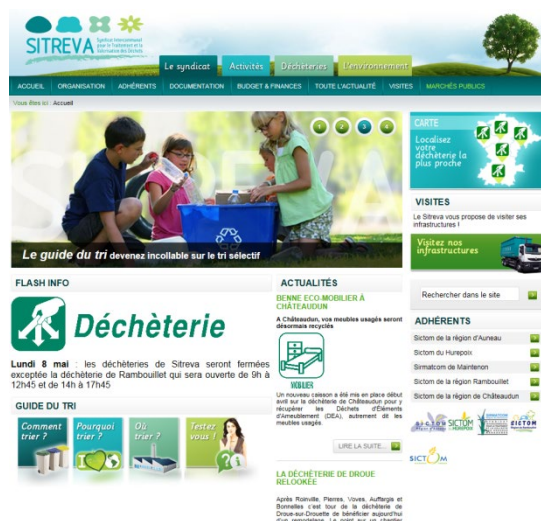 SITREVA
Syndicat Intercommunal
pour le Traitement et la
Valorisation des Déchets
Le syndicat Activités Déchèteries L'environnement
ACCUEIL ORGANISATION ADHÉRENTS DOCUMENTATION BUDGET & FINANCES TOUTE L'ACTUALITÉ VISITES MARCHÉS PUBLICS
Vous êtes ici : Accueil
1 2 3 4
Le guide du tri devenez incollable sur le tri sélectif
CARTE
Localisez
votre
déchèterie la
plus proche
VISITES
Le Sitreva vous propose de visiter ses
infrastructures !
Visitez nos
infrastructures
Rechercher dans le site
ADHÉRENTS
Sictom de la région d'Auneau
Sictom du Hurepoix
Sirmatcom de Maintenon
Sictom de la région Rambouillet
Sictom de la région de Châteaudun
SICTOM SICTOM
SICTOM
SICTOM
FLASH INFO
Déchèterie
Lundi 8 mai : les déchèteries de Sitreva seront fermées
exceptée la déchèterie de Rambouillet qui sera ouverte de 9h à
12h45 et de 14h à 17h45
GUIDE DU TRI
Comment
trier ?
Pourquoi
trier ?
Où
trier ?
Testez
vous !
ACTUALITÉS
BENNE ECO-MOBILIER À
CHÂTEAUDUN
A Châteaudun, vos meubles usagés seront
désormais recyclés
MOBILIER
Un nouveau caisson a été mis en place début
avril sur la déchèterie de Châteaudun pour y
récupérer les Déchets d'Éléments
d'Ameublement (DEA), autrement dit les
meubles usagés.
LIRE LA SUITE...
LA DÉCHÈTERIE DE DROUE
RELOOKÉE
Après Roinville, Pierres, Voves, Auffargis et
Bonnelles c'est tour de la déchèterie de
Droue-sur-Drouette de bénéficier aujourd'hui
d'un remodelage. Le point sur un chantier